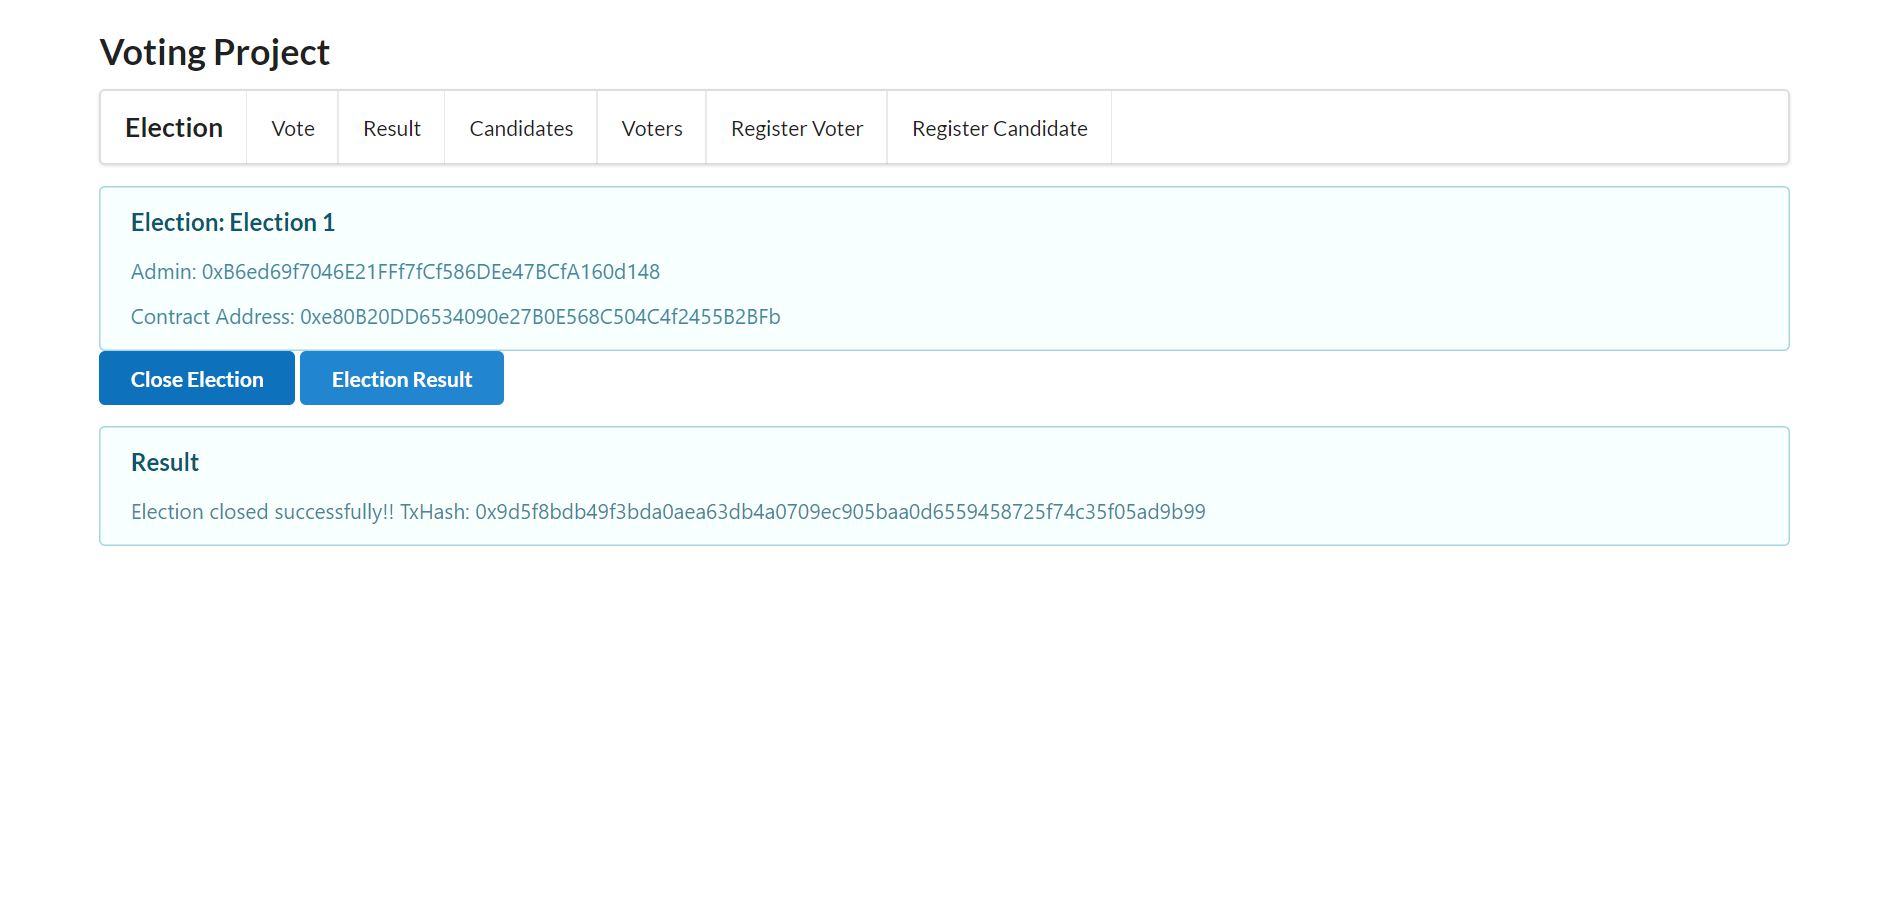 Voting Project
Election Vote Result Candidates Voters Register Voter Register Candidate
Election: Election 1
Admin: 0xB6ed69f7046E21FFf7fCf586DEe47BCfA160d148
Contract Address: 0xe80B20DD6534090e27B0E568C504C4f2455B2BFb
Close Election Election Result
Result
Election closed successfully!! TxHash: 0x9d5f8bdb49f3bda0aea63db4a0709ec905baa0d6559458725f74c35f05ad9b99